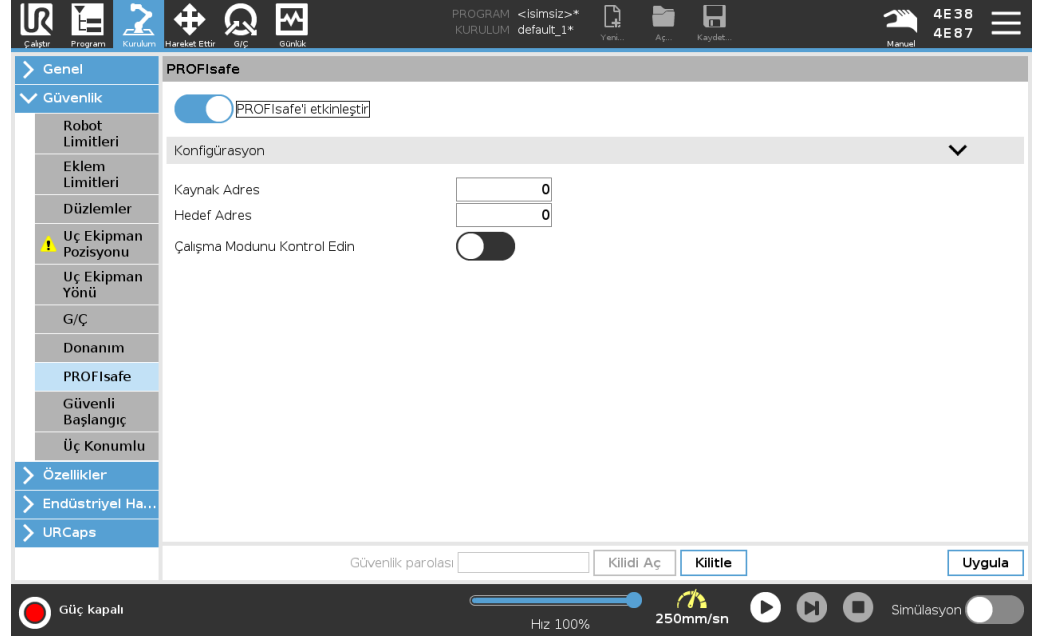 UR
PROGRAM <isimsiz>*
KURULUM default_1*
4E38
4E87
Çalıştır Program Kurulum Hareket Ettir G/Ç Günlük
Yeni... Aç... Kaydet...
Manuel
Genel
Güvenlik
Robot
Limitleri
Eklem
Limitleri
Düzlemler
Uç Ekipman
Pozisyonu
Uç Ekipman
Yönü
G/Ç
Donanım
PROFIsafe
Güvenli
Başlangıç
Üç Konumlu
Özellikler
Endüstriyel Ha...
URCaps
PROFIsafe
PROFIsafe'i etkinleştir
Konfigürasyon
Kaynak Adres 0
Hedef Adres 0
Çalışma Modunu Kontrol Edin
Güvenlik parolası Kilidi Aç Kilitle Uygula
Güç kapalı
Hız 100%
250mm/sn
Simülasyon